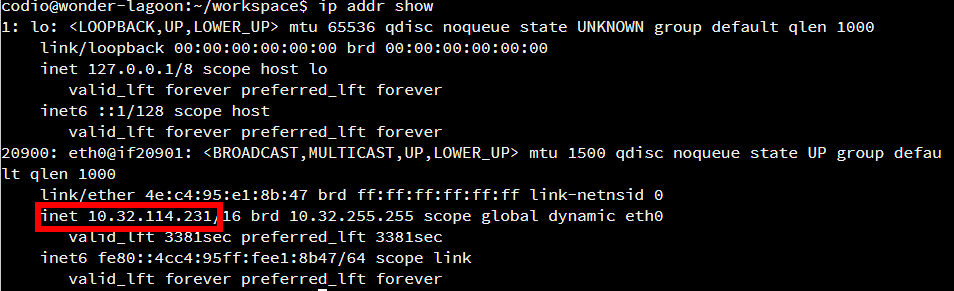 codio@wonder-lagoon:~/workspace$ ip addr show
1: lo: <LOOPBACK,UP,LOWER_UP> mtu 65536 qdisc noqueue state UNKNOWN group default qlen 1000
    link/loopback 00:00:00:00:00:00 brd 00:00:00:00:00:00
    inet 127.0.0.1/8 scope host lo
       valid_lft forever preferred_lft forever
    inet6 ::1/128 scope host
       valid_lft forever preferred_lft forever
20900: eth0@if20901: <BROADCAST,MULTICAST,UP,LOWER_UP> mtu 1500 qdisc noqueue state UP group defau
lt qlen 1000
    link/ether 4e:c4:95:e1:8b:47 brd ff:ff:ff:ff:ff:ff link-netnsid 0
    inet 10.32.114.231/16 brd 10.32.255.255 scope global dynamic eth0
       valid_lft 3381sec preferred_lft 3381sec
    inet6 fe80::4cc4:95ff:fee1:8b47/64 scope link
       valid_lft forever preferred_lft forever